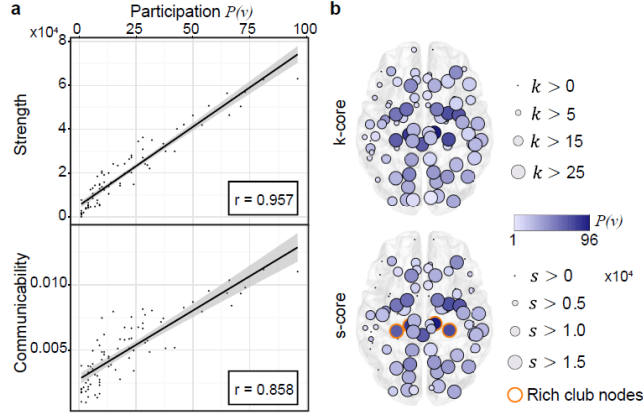 a
Participation P(v)
0 25 50 75 100
x10⁴
8
6
4
2
0
Strength
r = 0.957
0.010
0.005
Communicability
r = 0.858
b
k-core
k > 0
k > 5
k > 15
k > 25
P(v)
1 96
s-core
s > 0 x10⁴
s > 0.5
s > 1.0
s > 1.5
Rich club nodes